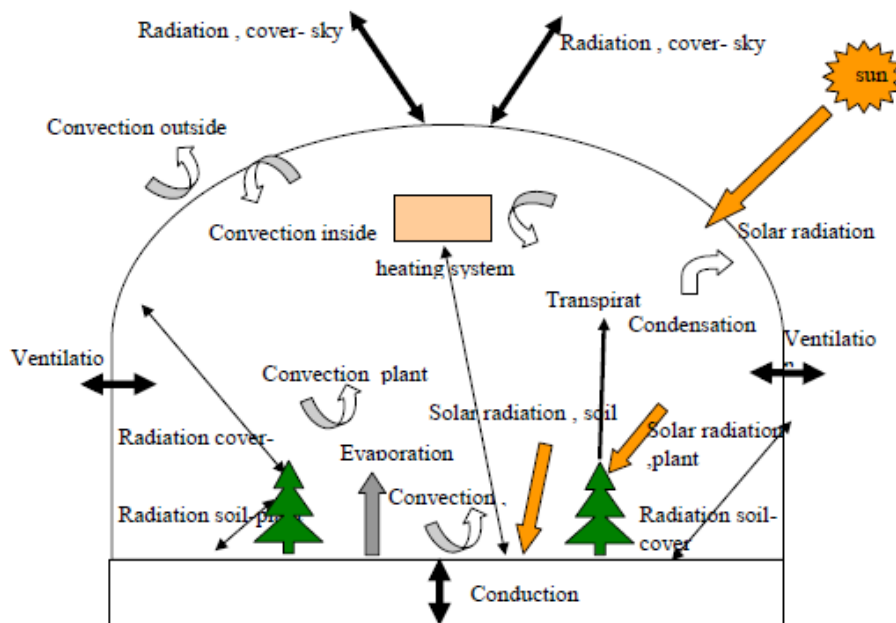 Radiation , cover- sky
Radiation , cover- sky
sun
Convection outside
Convection inside
Solar radiation
heating system
Transpirat
Condensation
Ventilatio
Ventilatio
Convection plant
Solar radiation , soil
Radiation cover-
Solar radiation
,plant
Evaporation
Convection ,
Radiation soil-
Radiation soil-
cover
Conduction